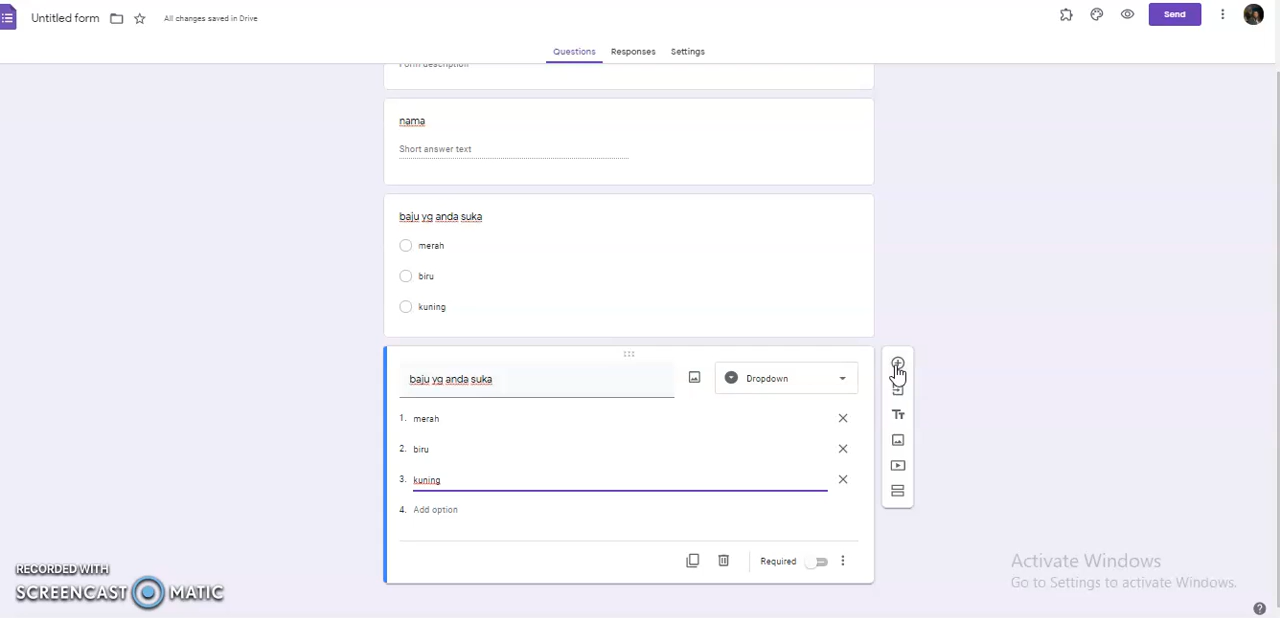 Untitled form
All changes saved in Drive
Send
Questions
Responses
Settings
Form description
nama
Short answer text
baju yg anda suka
merah
biru
kuning
baju yg anda suka
Dropdown
1. merah
2. biru
3. kuning
4. Add option
Tт
Required
Activate Windows
Go to Settings to activate Windows.
RECORDED WITH
SCREENCAST MATIC